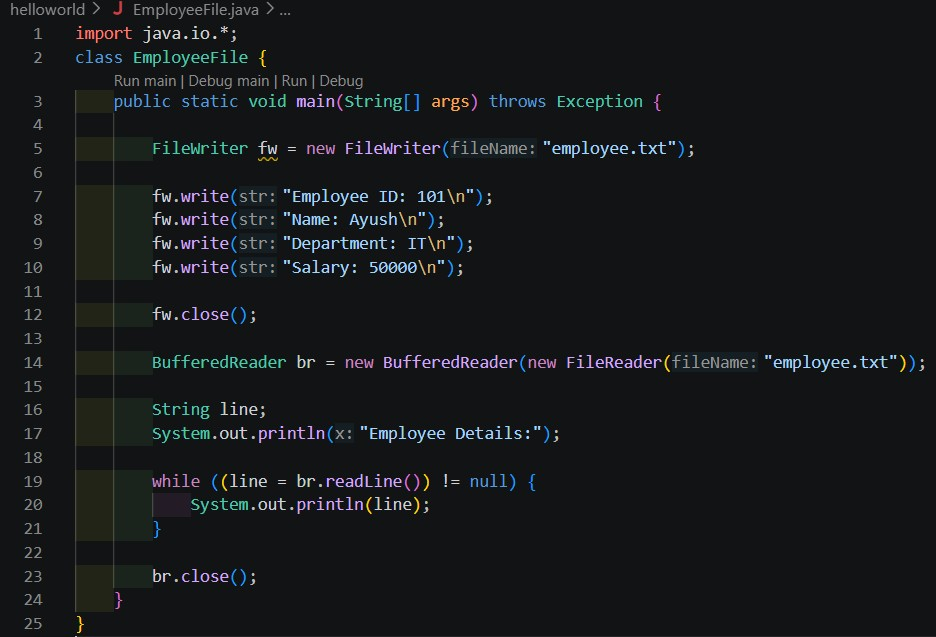 helloworld > J EmployeeFile.java > ...
1 import java.io.*;
2 class EmployeeFile {
Run main | Debug main | Run | Debug
3 public static void main(String[] args) throws Exception {
4
5 FileWriter fw = new FileWriter(fileName: "employee.txt");
6
7 fw.write(str: "Employee ID: 101\n");
8 fw.write(str: "Name: Ayush\n");
9 fw.write(str: "Department: IT\n");
10 fw.write(str: "Salary: 50000\n");
11
12 fw.close();
13
14 BufferedReader br = new BufferedReader(new FileReader(fileName: "employee.txt"));
15
16 String line;
17 System.out.println(x: "Employee Details:");
18
19 while ((line = br.readLine()) != null) {
20 System.out.println(line);
21 }
22
23 br.close();
24 }
25 }